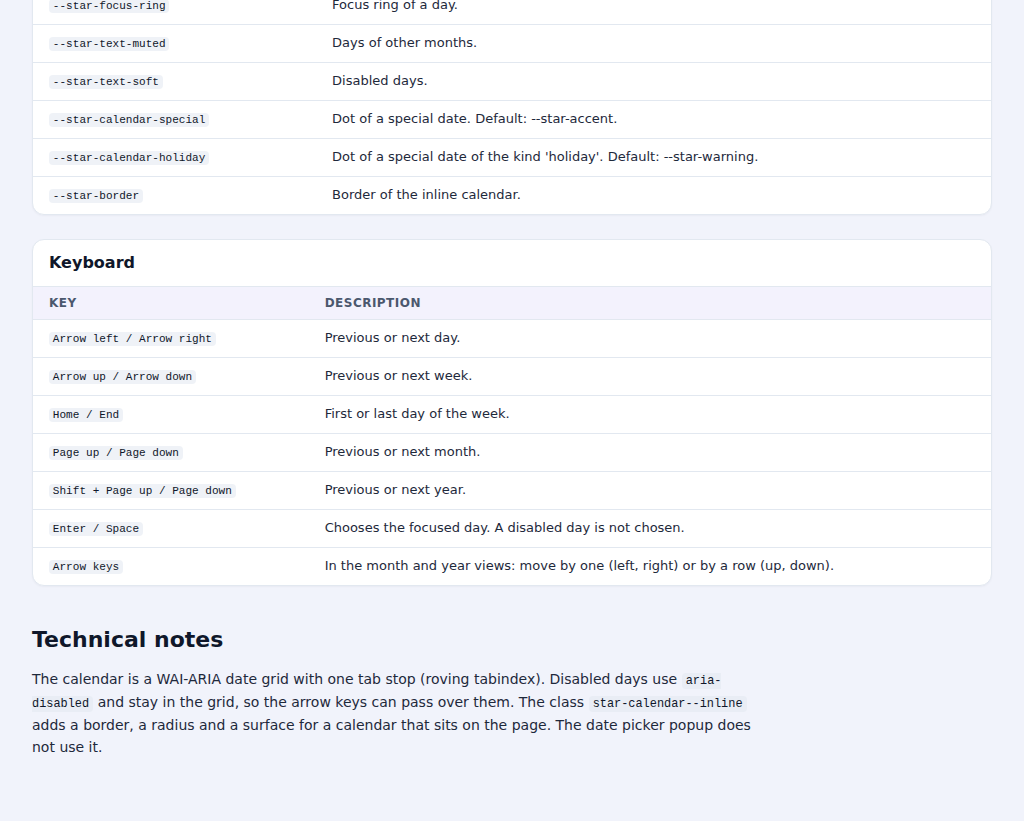 --star-focus-ring Focus ring of a day.
--star-text-muted Days of other months.
--star-text-soft Disabled days.
--star-calendar-special Dot of a special date. Default: --star-accent.
--star-calendar-holiday Dot of a special date of the kind 'holiday'. Default: --star-warning.
--star-border Border of the inline calendar.
Keyboard
KEY DESCRIPTION
Arrow left / Arrow right Previous or next day.
Arrow up / Arrow down Previous or next week.
Home / End First or last day of the week.
Page up / Page down Previous or next month.
Shift + Page up / Page down Previous or next year.
Enter / Space Chooses the focused day. A disabled day is not chosen.
Arrow keys In the month and year views: move by one (left, right) or by a row (up, down).
Technical notes
The calendar is a WAI-ARIA date grid with one tab stop (roving tabindex). Disabled days use aria-
disabled and stay in the grid, so the arrow keys can pass over them. The class star-calendar--inline
adds a border, a radius and a surface for a calendar that sits on the page. The date picker popup does
not use it.